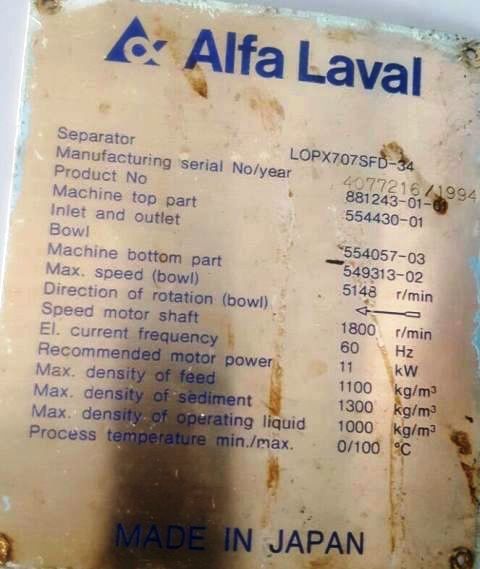 Alfa Laval
Separator LOPX707SFD-34
Manufacturing serial No/year 4077216/1994
Product No 881243-01-
Machine top part 554430-01
Inlet and outlet
Bowl 554057-03
Machine bottom part 549313-02
Max. speed (bowl) 5148 r/min
Direction of rotation (bowl)
Speed motor shaft 1800 r/min
El. current frequency 60 Hz
Recommended motor power 11 kW
Max. density of feed 1100 kg/m³
Max. density of sediment 1300 kg/m³
Max. density of operating liquid 1000 kg/m³
Process temperature min./max. 0/100 °C
MADE IN JAPAN